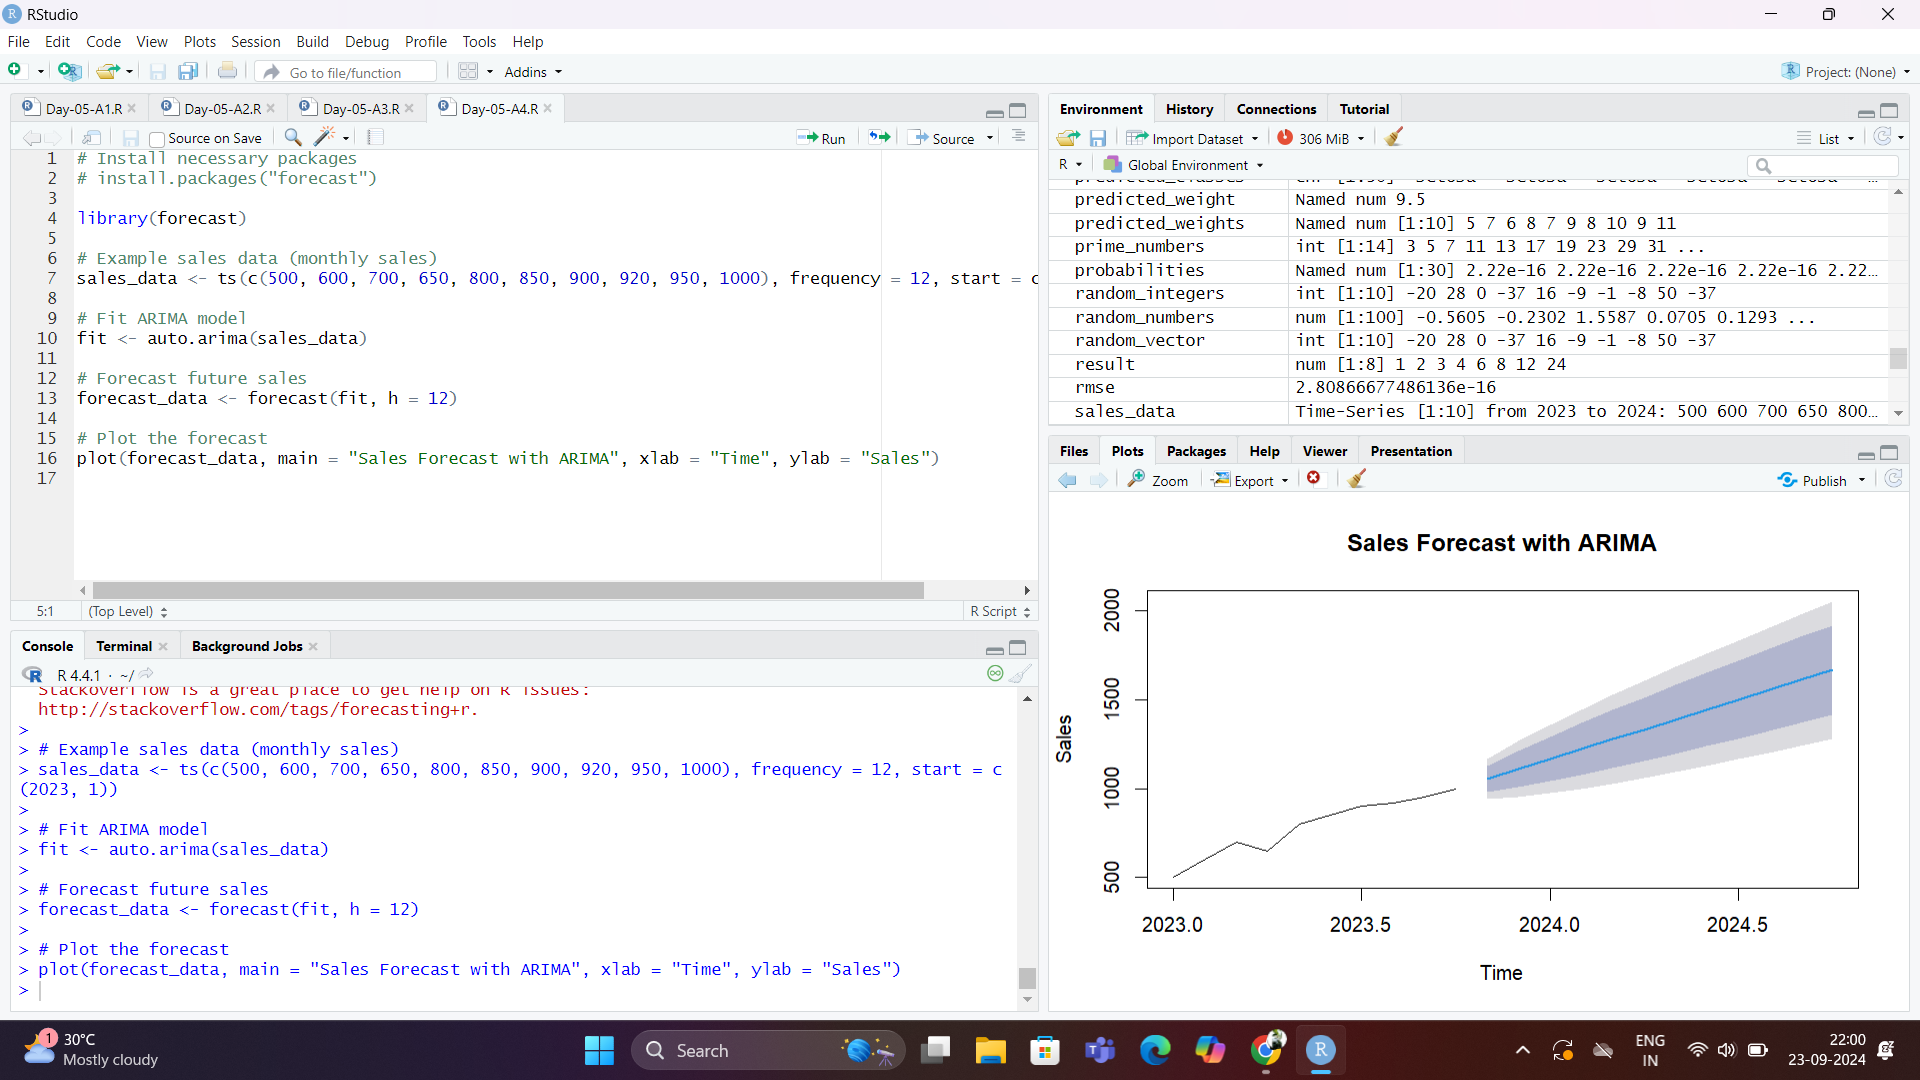 RStudio
File Edit Code View Plots Session Build Debug Profile Tools Help
Go to file/function Addins Project: (None)
Day-05-A1.R Day-05-A2.R Day-05-A3.R Day-05-A4.R
Source on Save Run Source
1 # Install necessary packages
2 # install.packages("forecast")
3
4 library(forecast)
5
6 # Example sales data (monthly sales)
7 sales_data <- ts(c(500, 600, 700, 650, 800, 850, 900, 920, 950, 1000), frequency = 12, start = c
8
9 # Fit ARIMA model
10 fit <- auto.arima(sales_data)
11
12 # Forecast future sales
13 forecast_data <- forecast(fit, h = 12)
14
15 # Plot the forecast
16 plot(forecast_data, main = "Sales Forecast with ARIMA", xlab = "Time", ylab = "Sales")
17
5:1 (Top Level) R Script
Console Terminal Background Jobs
R 4.4.1 · ~/
Stackoverflow is a great place to get help on R issues:
http://stackoverflow.com/tags/forecasting+r.
>
> # Example sales data (monthly sales)
> sales_data <- ts(c(500, 600, 700, 650, 800, 850, 900, 920, 950, 1000), frequency = 12, start = c
(2023, 1))
>
> # Fit ARIMA model
> fit <- auto.arima(sales_data)
>
> # Forecast future sales
> forecast_data <- forecast(fit, h = 12)
>
> # Plot the forecast
> plot(forecast_data, main = "Sales Forecast with ARIMA", xlab = "Time", ylab = "Sales")
>
Environment History Connections Tutorial
Import Dataset 306 MiB List
R Global Environment
predicted_weight Named num 9.5
predicted_weights Named num [1:10] 5 7 6 8 7 9 8 10 9 11
prime_numbers int [1:14] 3 5 7 11 13 17 19 23 29 31 ...
probabilities Named num [1:30] 2.22e-16 2.22e-16 2.22e-16 2.22e-16 2.22...
random_integers int [1:10] -20 28 0 -37 16 -9 -1 -8 50 -37
random_numbers num [1:100] -0.5605 -0.2302 1.5587 0.0705 0.1293 ...
random_vector int [1:10] -20 28 0 -37 16 -9 -1 -8 50 -37
result num [1:8] 1 2 3 4 6 8 12 24
rmse 2.80866677486136e-16
sales_data Time-Series [1:10] from 2023 to 2024: 500 600 700 650 800...
Files Plots Packages Help Viewer Presentation
Zoom Export Publish
Sales Forecast with ARIMA
2000
1500
1000
500
Sales
2023.0 2023.5 2024.0 2024.5
Time
1
30°C
Mostly cloudy
Search
ENG
IN
22:00
23-09-2024